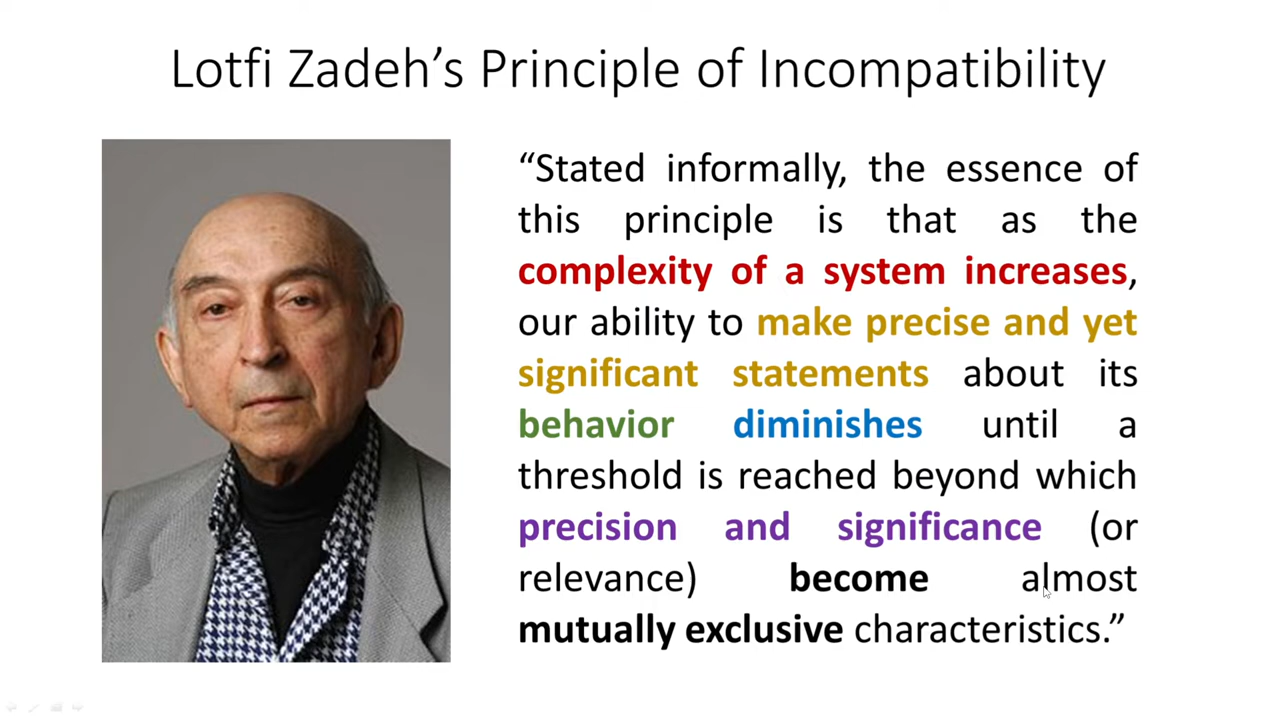 Lotfi Zadeh’s Principle of Incompatibility
“Stated informally, the essence of
this principle is that as the
complexity of a system increases,
our ability to make precise and yet
significant statements about its
behavior diminishes until a
threshold is reached beyond which
precision and significance (or
relevance) become almost
mutually exclusive characteristics.”